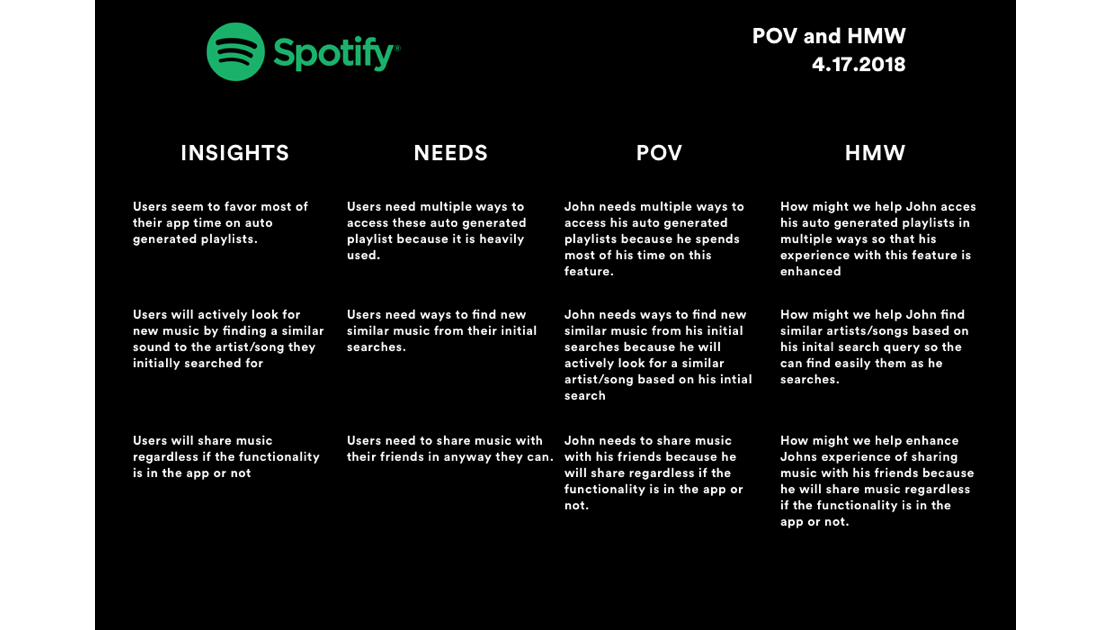 Spotify®
POV and HMW
4.17.2018
INSIGHTS
NEEDS
POV
HMW
Users seem to favor most of
their app time on auto
generated playlists.
Users need multiple ways to
access these auto generated
playlist because it is heavily
used.
John needs multiple ways to
access his auto generated
playlists because he spends
most of his time on this
feature.
How might we help John acces
his auto generated playlists in
multiple ways so that his
experience with this feature is
enhanced
Users will actively look for
new music by finding a similar
sound to the artist/song they
initially searched for
Users need ways to find new
similar music from their initial
searches.
John needs ways to find new
similar music from his initial
searches because he will
actively look for a similar
artist/song based on his intial
search
How might we help John find
similar artists/songs based on
his inital search query so the
can find easily them as he
searches.
Users will share music
regardless if the functionality
is in the app or not
Users need to share music with
their friends in anyway they can.
John needs to share music
with his friends because he
will share regardless if the
functionality is in the app or
not.
How might we help enhance
Johns experience of sharing
music with his friends because
he will share music regardless
if the functionality is in the
app or not.